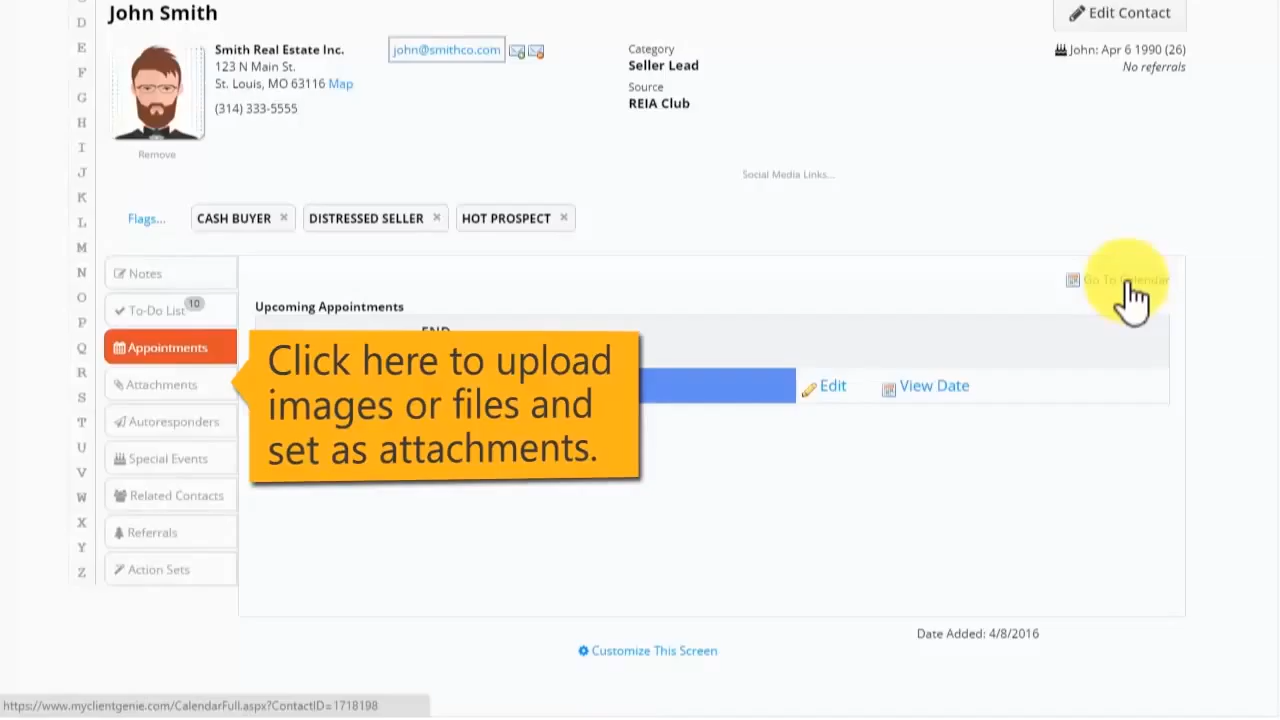 John Smith
Edit Contact
Smith Real Estate Inc.
123 N Main St.
St. Louis, MO 63116 Map
(314) 333-5555
Remove
john@smithco.com
Category
Seller Lead
Source
REIA Club
John: Apr 6 1990 (26)
No referrals
Social Media Links...
Flags...
CASH BUYER ×
DISTRESSED SELLER ×
HOT PROSPECT ×
D
E
F
G
H
I
J
K
L
M
N
O
P
Q
R
S
T
U
V
W
X
Y
Z
Notes
To-Do List 10
Appointments
Attachments
Autoresponders
Special Events
Related Contacts
Referrals
Action Sets
Go To Calendar
Upcoming Appointments
END
Edit
View Date
Click here to upload
images or files and
set as attachments.
Date Added: 4/8/2016
Customize This Screen
https://www.myclientgenie.com/CalendarFull.aspx?ContactID=1718198